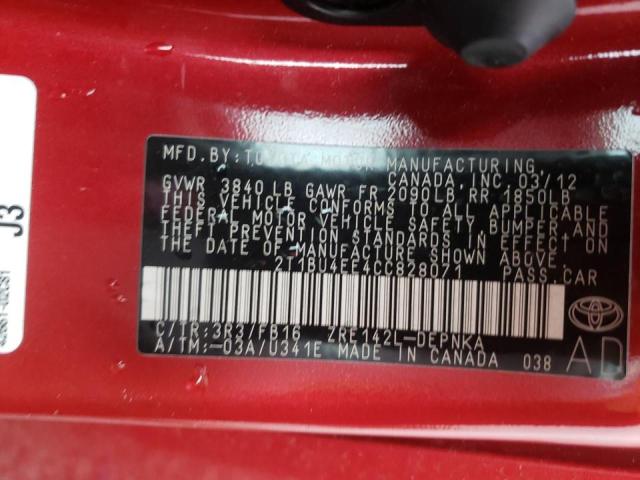 MFD.BY:TOYOTA MOTOR MANUFACTURING,
CANADA, INC. 03/12
GVWR 3840 LB GAWR FR 2090LB RR 1850LB
THIS VEHICLE CONFORMS TO ALL APPLICABLE
FEDERAL MOTOR VEHICLE SAFETY, BUMPER AND
THEFT PREVENTION STANDARDS IN EFFECT ON
THE DATE OF MANUFACTURE SHOWN ABOVE.
2T1BU4EE4CC828071 PASS.CAR
C/TR:3R3/FB16 ZRE142L-DEPNKA
A/TM:-03A/U341E MADE IN CANADA 038
AD
J3